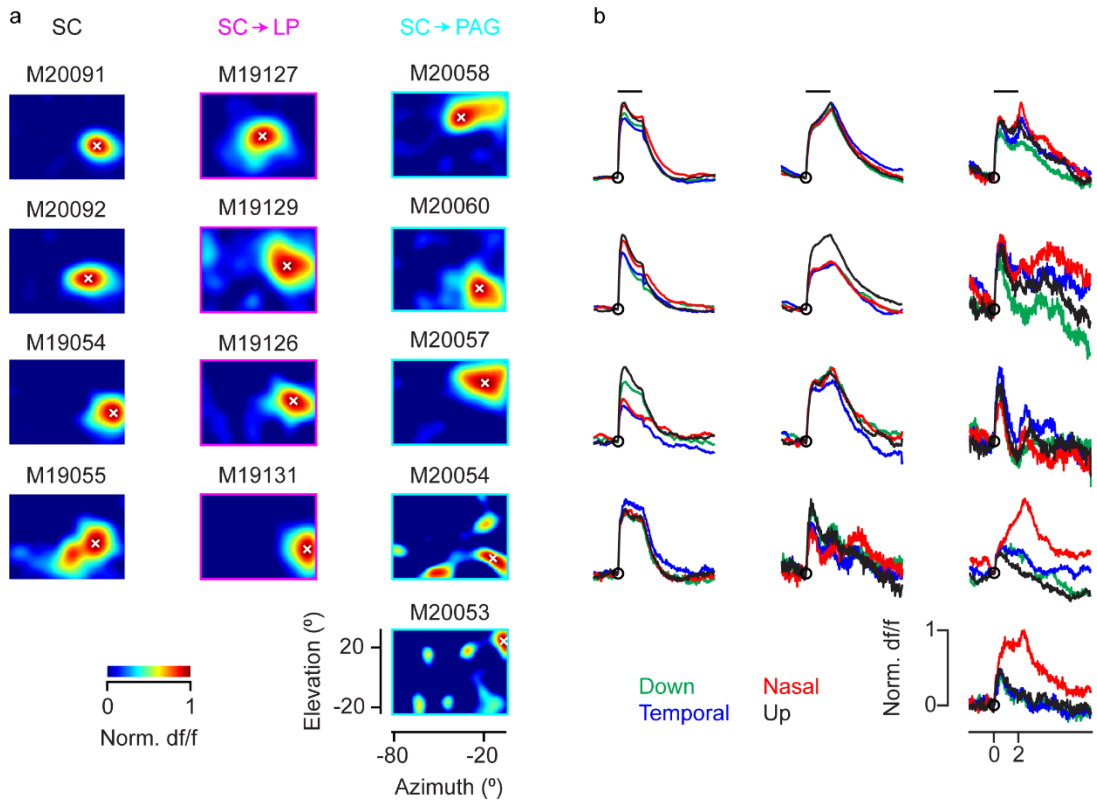 a
SC
SC → LP
SC → PAG
M20091
M19127
M20058
M20092
M19129
M20060
M19054
M19126
M20057
M19055
M19131
M20054
M20053
Elevation (º)
20
-20
-80
-20
Azimuth (º)
0
1
Norm. df/f
b
Down
Nasal
Temporal
Up
Norm. df/f
1
0
0
2